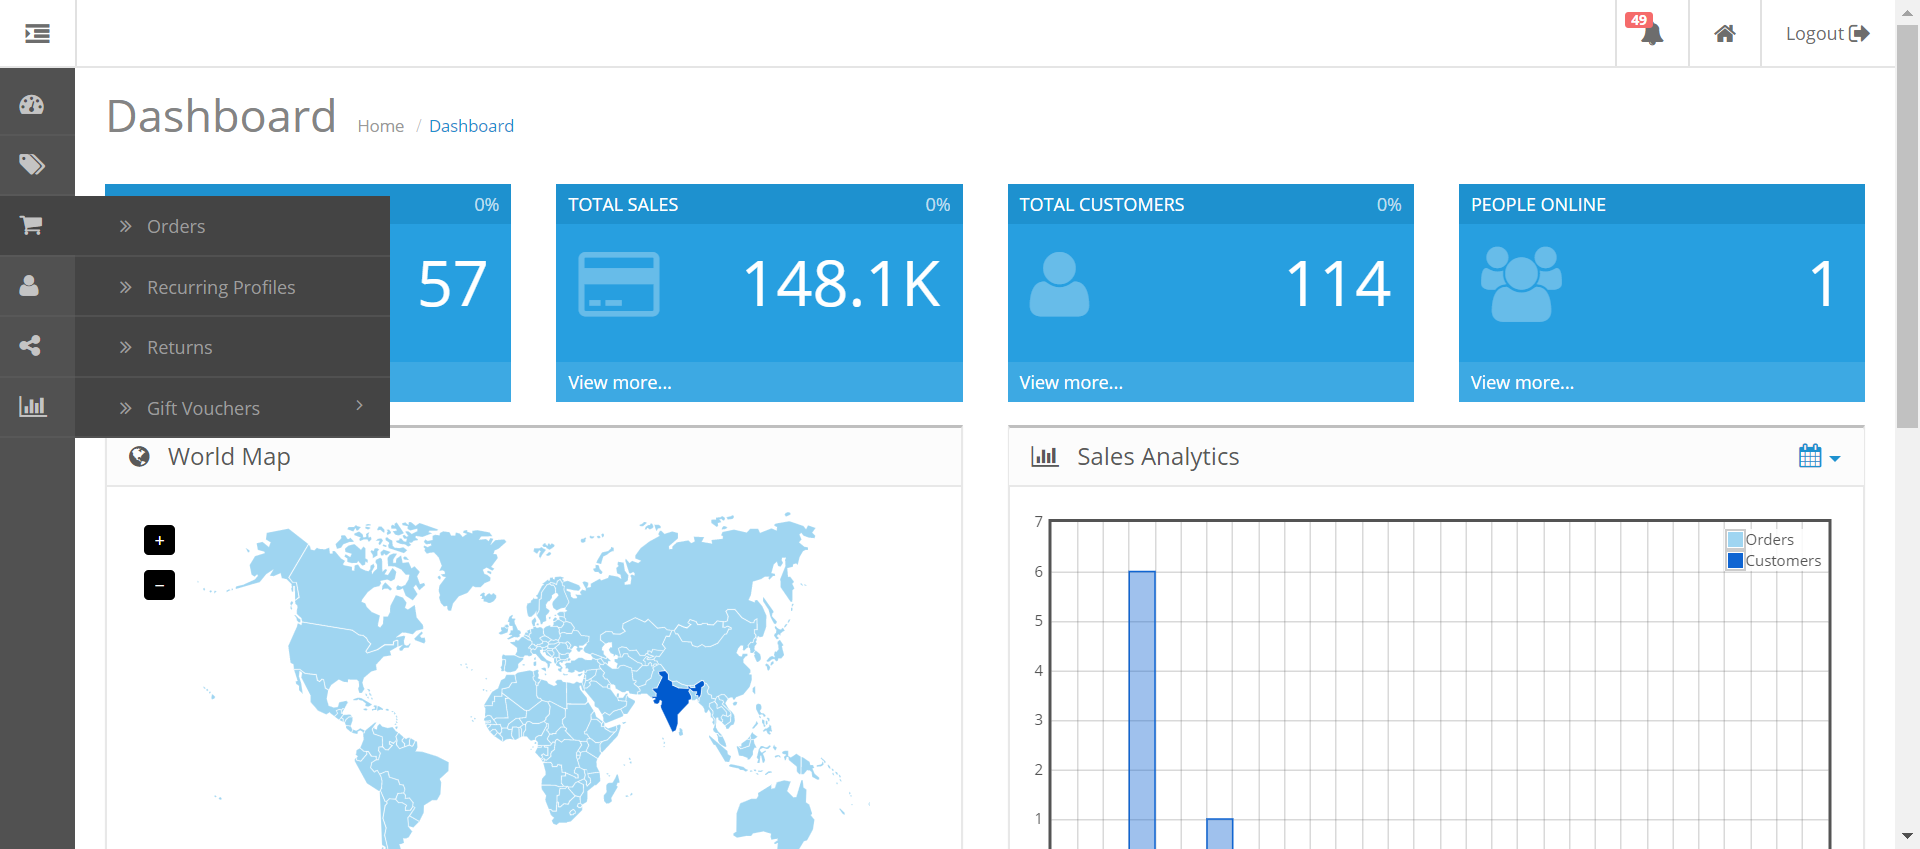 49
Logout
Dashboard Home / Dashboard
Orders
Recurring Profiles
Returns
Gift Vouchers
0%
57
TOTAL SALES 0%
148.1K
View more...
TOTAL CUSTOMERS 0%
114
View more...
PEOPLE ONLINE
1
View more...
World Map
+
−
Sales Analytics
7
6
5
4
3
2
1
Orders
Customers